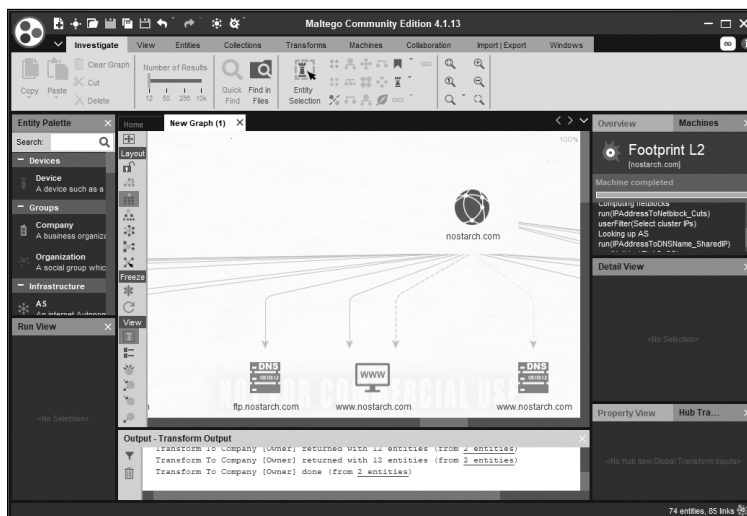 Maltego Community Edition 4.1.13
Investigate View Entities Collections Transforms Machines Collaboration Import | Export Windows
Copy
Paste
Clear Graph
Cut
Delete
Number of Results
12 50 256 10k
Quick Find
Find in Files
Entity Selection
Entity Palette
Search:
Devices
Device
A device such as a
Groups
Company
A business organiza
Organization
A social group whic
Infrastructure
AS
An internet Autonom
Run View
<No Selection>
Home
New Graph (1)
Layout
Freeze
View
100%
nostarch.com
DNS
WWW
DNS
ftp.nostarch.com
www.nostarch.com
www.nostarch.com
NOT FOR COMMERCIAL USE
Output - Transform Output
Transform To Company [Owner] returned with 12 entities (from 2 entities)
Transform To Company [Owner] returned with 12 entities (from 2 entities)
Transform To Company [Owner] done (from 2 entities)
Overview
Machines
Footprint L2
[nostarch.com]
Machine completed
Computing netblocks
run(IPAddressToNetblock_Cuts)
userFilter(Select cluster IPs)
Looking up AS
run(IPAddressToDNSName_SharedIP)
Detail View
<No Selection>
Property View
Hub Tra...
<No Hub Item Global Transform Inputs>
74 entities, 85 links